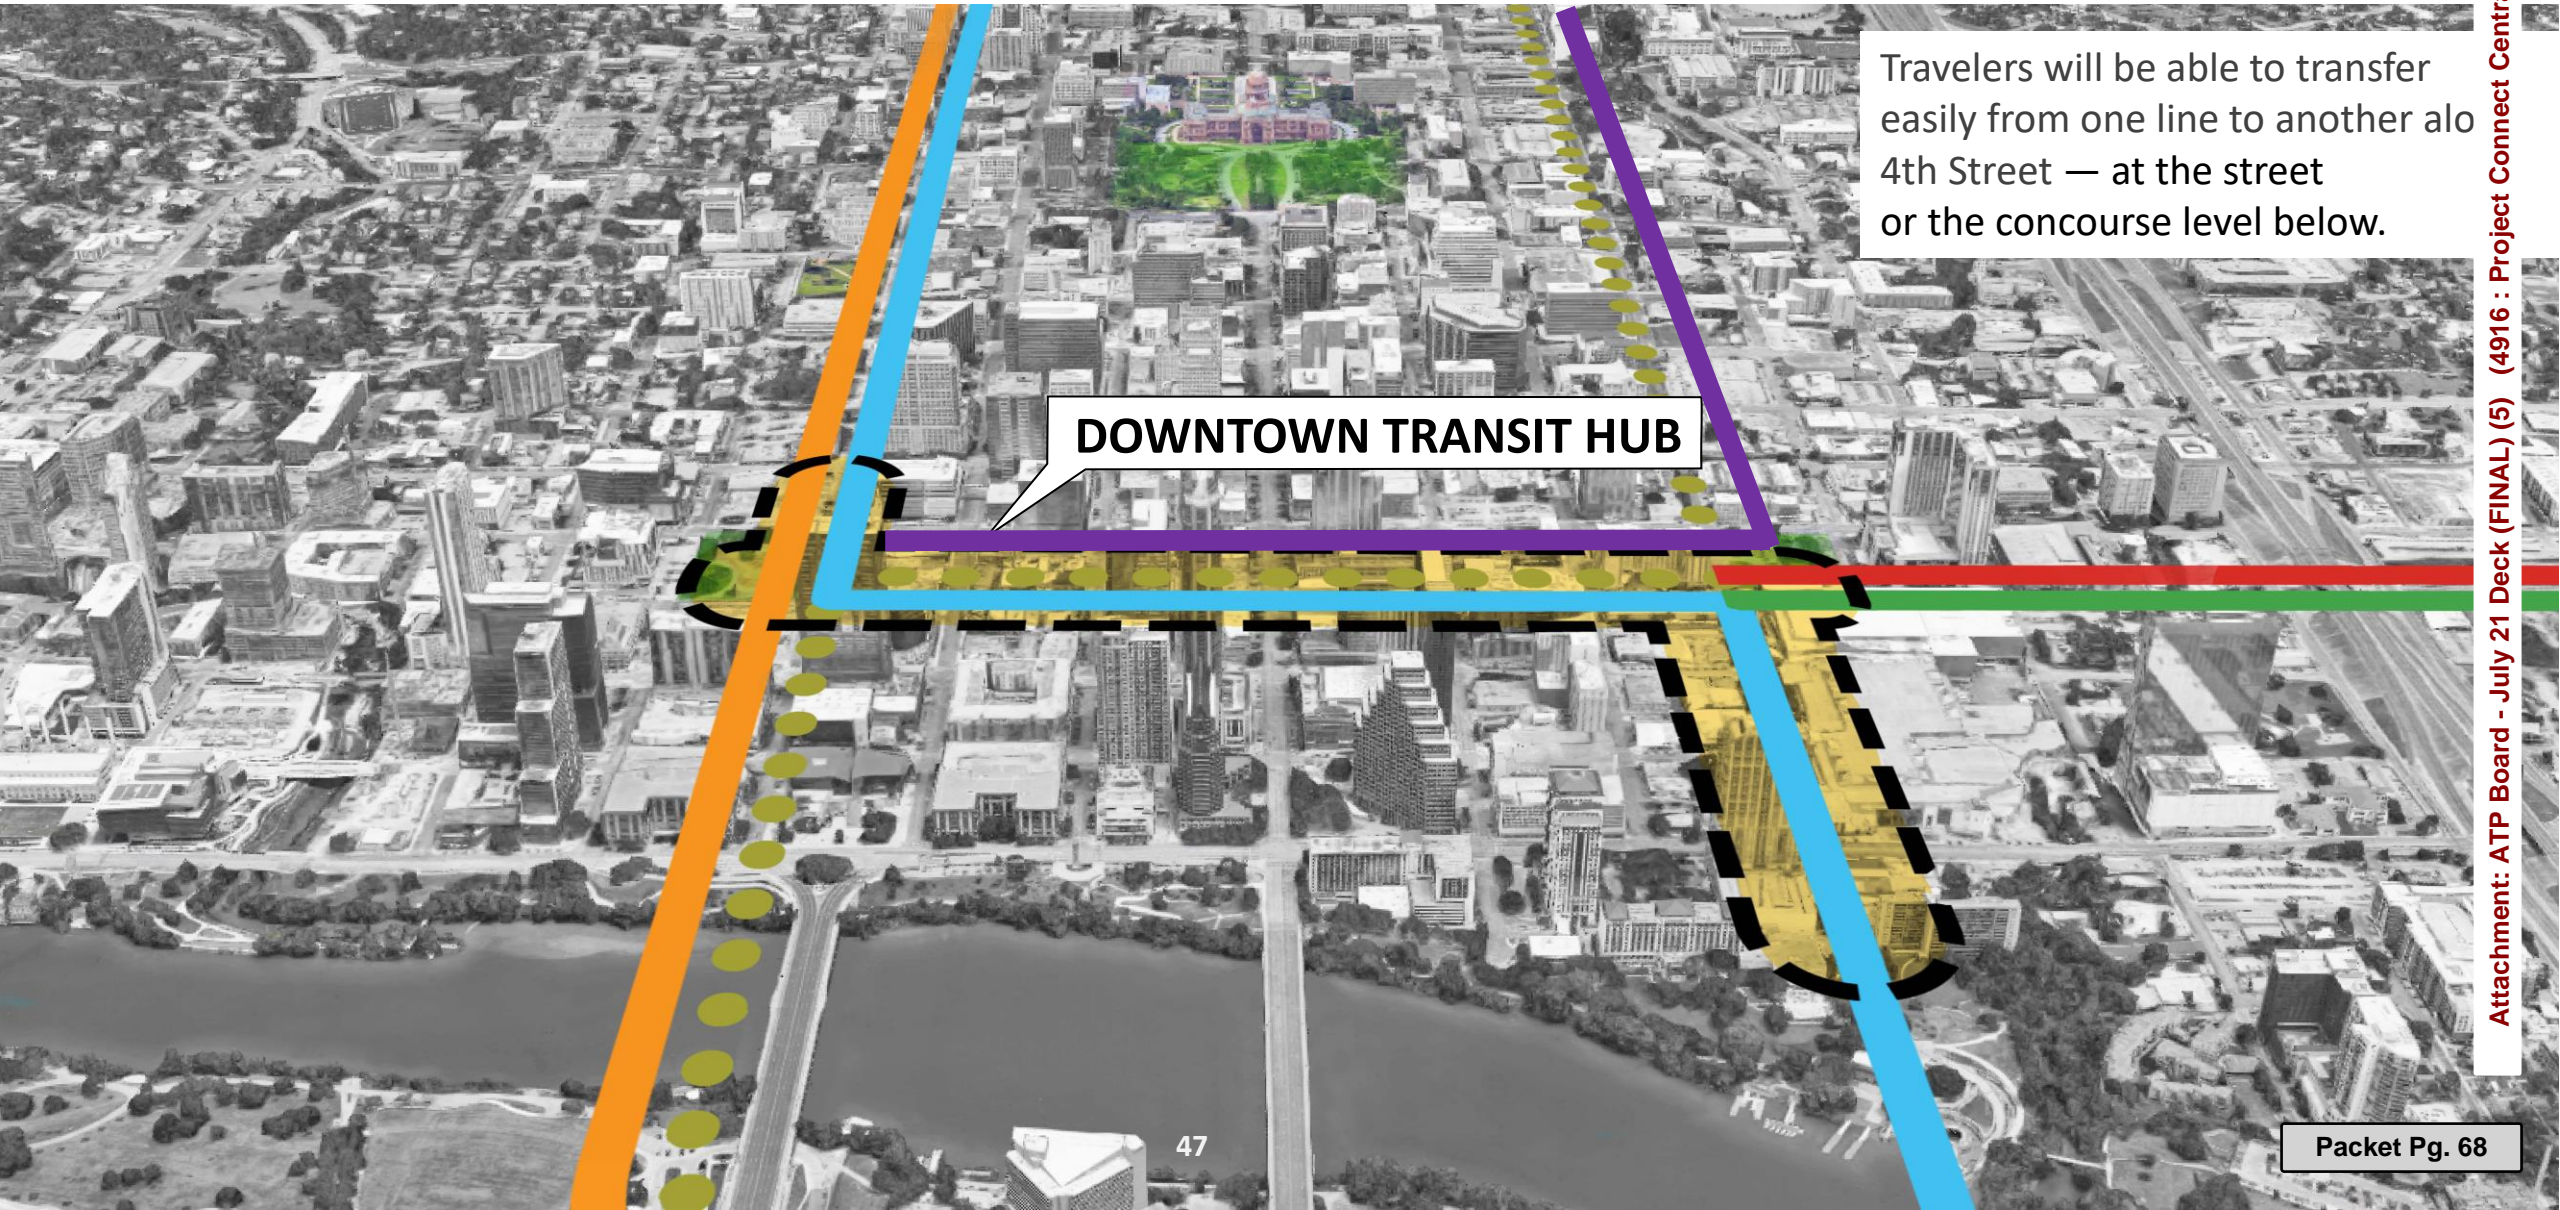 Travelers will be able to transfer
easily from one line to another alo
4th Street — at the street
or the concourse level below.
DOWNTOWN TRANSIT HUB
47
Packet Pg. 68
Attachment: ATP Board - July 21 Deck (FINAL) (5) (4916 : Project Connect Centra